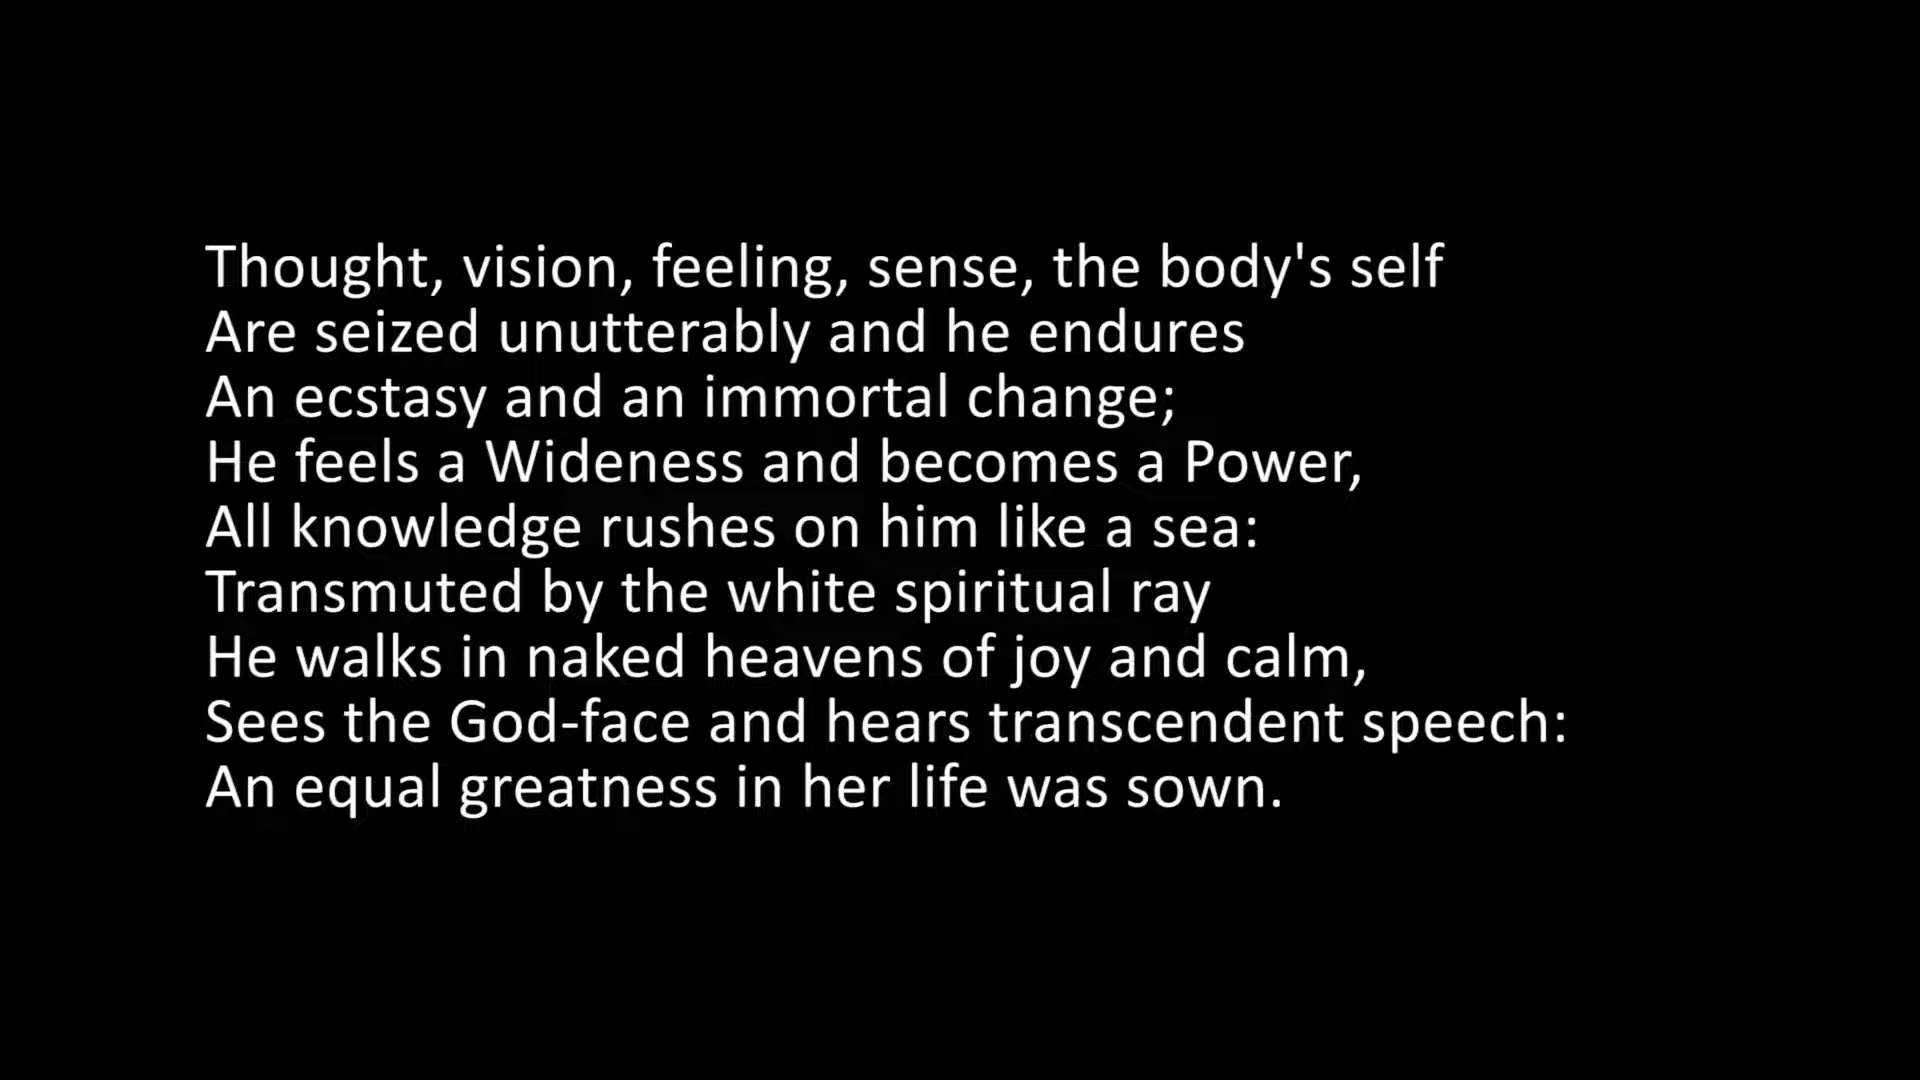 Thought, vision, feeling, sense, the body's self
Are seized unutterably and he endures
An ecstasy and an immortal change;
He feels a Wideness and becomes a Power,
All knowledge rushes on him like a sea:
Transmuted by the white spiritual ray
He walks in naked heavens of joy and calm,
Sees the God-face and hears transcendent speech:
An equal greatness in her life was sown.